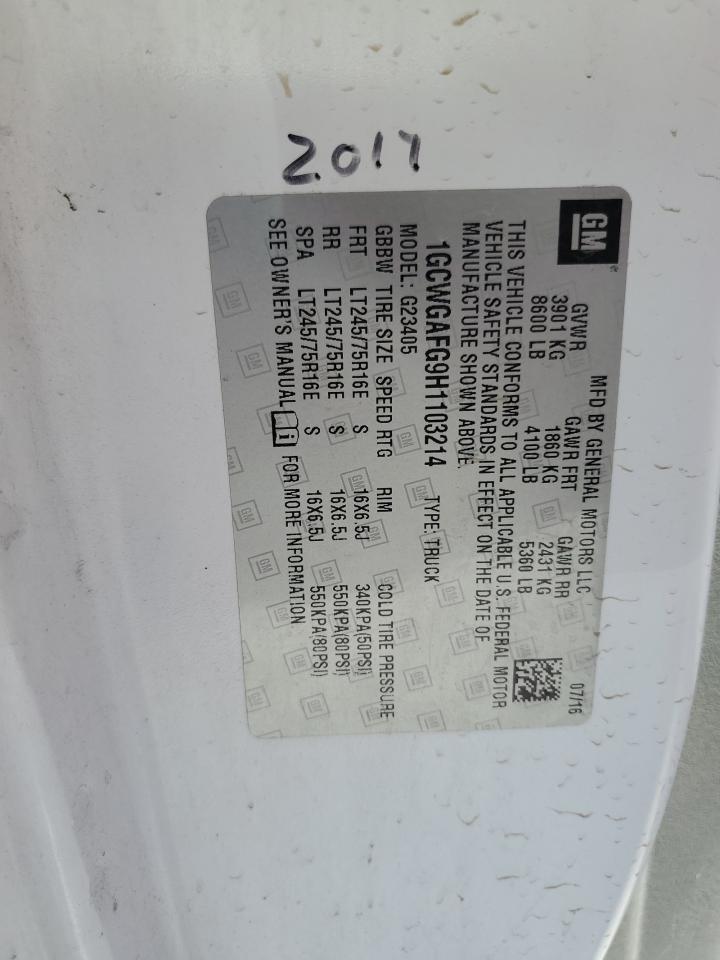 2017
GM
MFD BY GENERAL MOTORS LLC 07/16
GVWR GAWR FRT GAWR RR
3901 KG 1860 KG 2431 KG
8600 LB 4100 LB 5360 LB
THIS VEHICLE CONFORMS TO ALL APPLICABLE U.S. FEDERAL MOTOR
VEHICLE SAFETY STANDARDS IN EFFECT ON THE DATE OF
MANUFACTURE SHOWN ABOVE.
1GCWGAFG9H1103214 TYPE: TRUCK
MODEL: G23405
GBBW TIRE SIZE SPEED RTG RIM COLD TIRE PRESSURE
FRT LT245/75R16E S 16X6.5J 340KPA(50PSI)
RR LT245/75R16E S 16X6.5J 550KPA(80PSI)
SPA LT245/75R16E S 16X6.5J 550KPA(80PSI)
SEE OWNER'S MANUAL FOR MORE INFORMATION